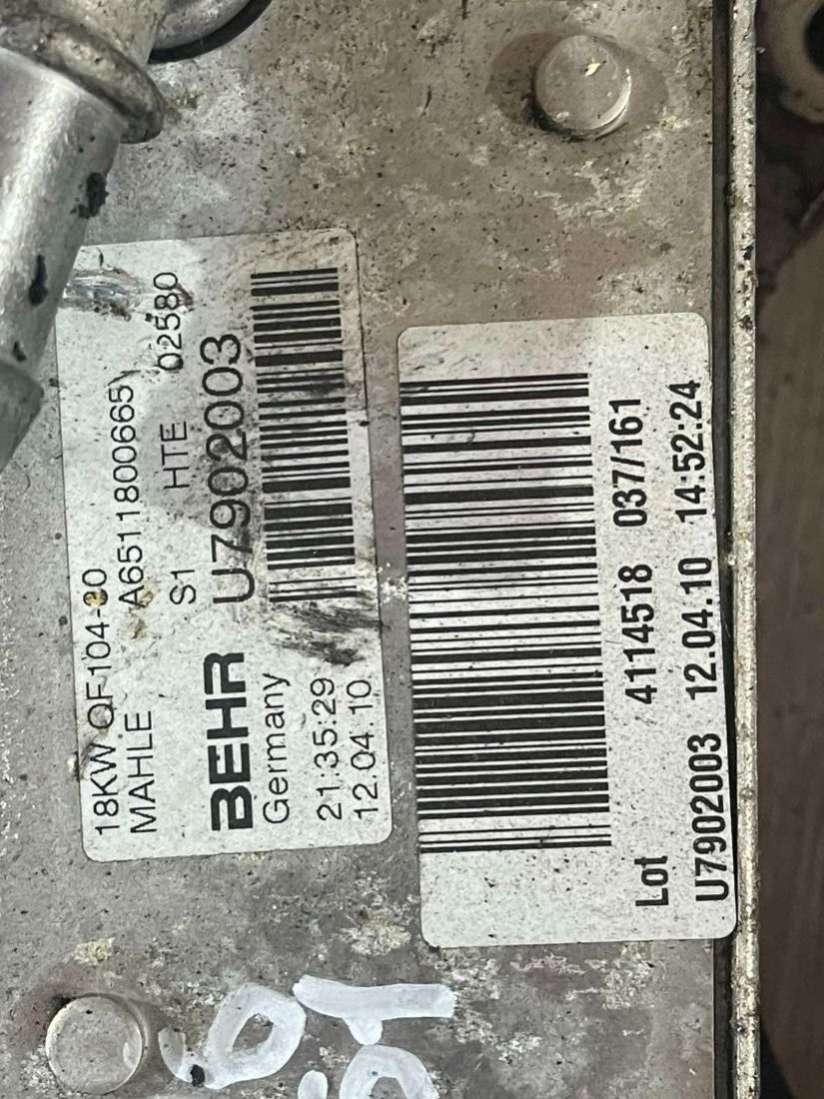 18KW QF104-30
MAHLE A6511800665
S1 HTE 02580
BEHR U7902003
Germany
21:35:29
12.04.10
Lot 4114518 037/161
U7902003 12.04.10 14:52:24